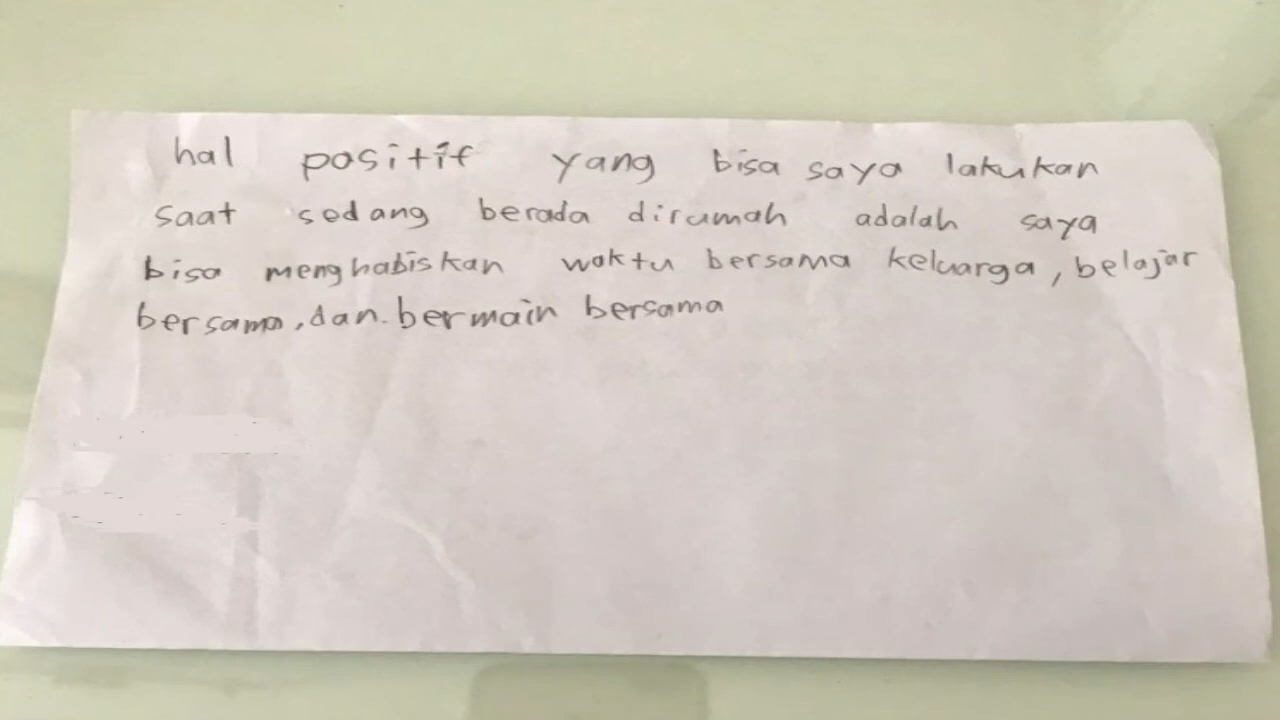 hal positif yang bisa saya lakukan
saat sedang berada dirumah adalah saya
bisa menghabiskan waktu bersama keluarga, belajar
bersama, dan. bermain bersama